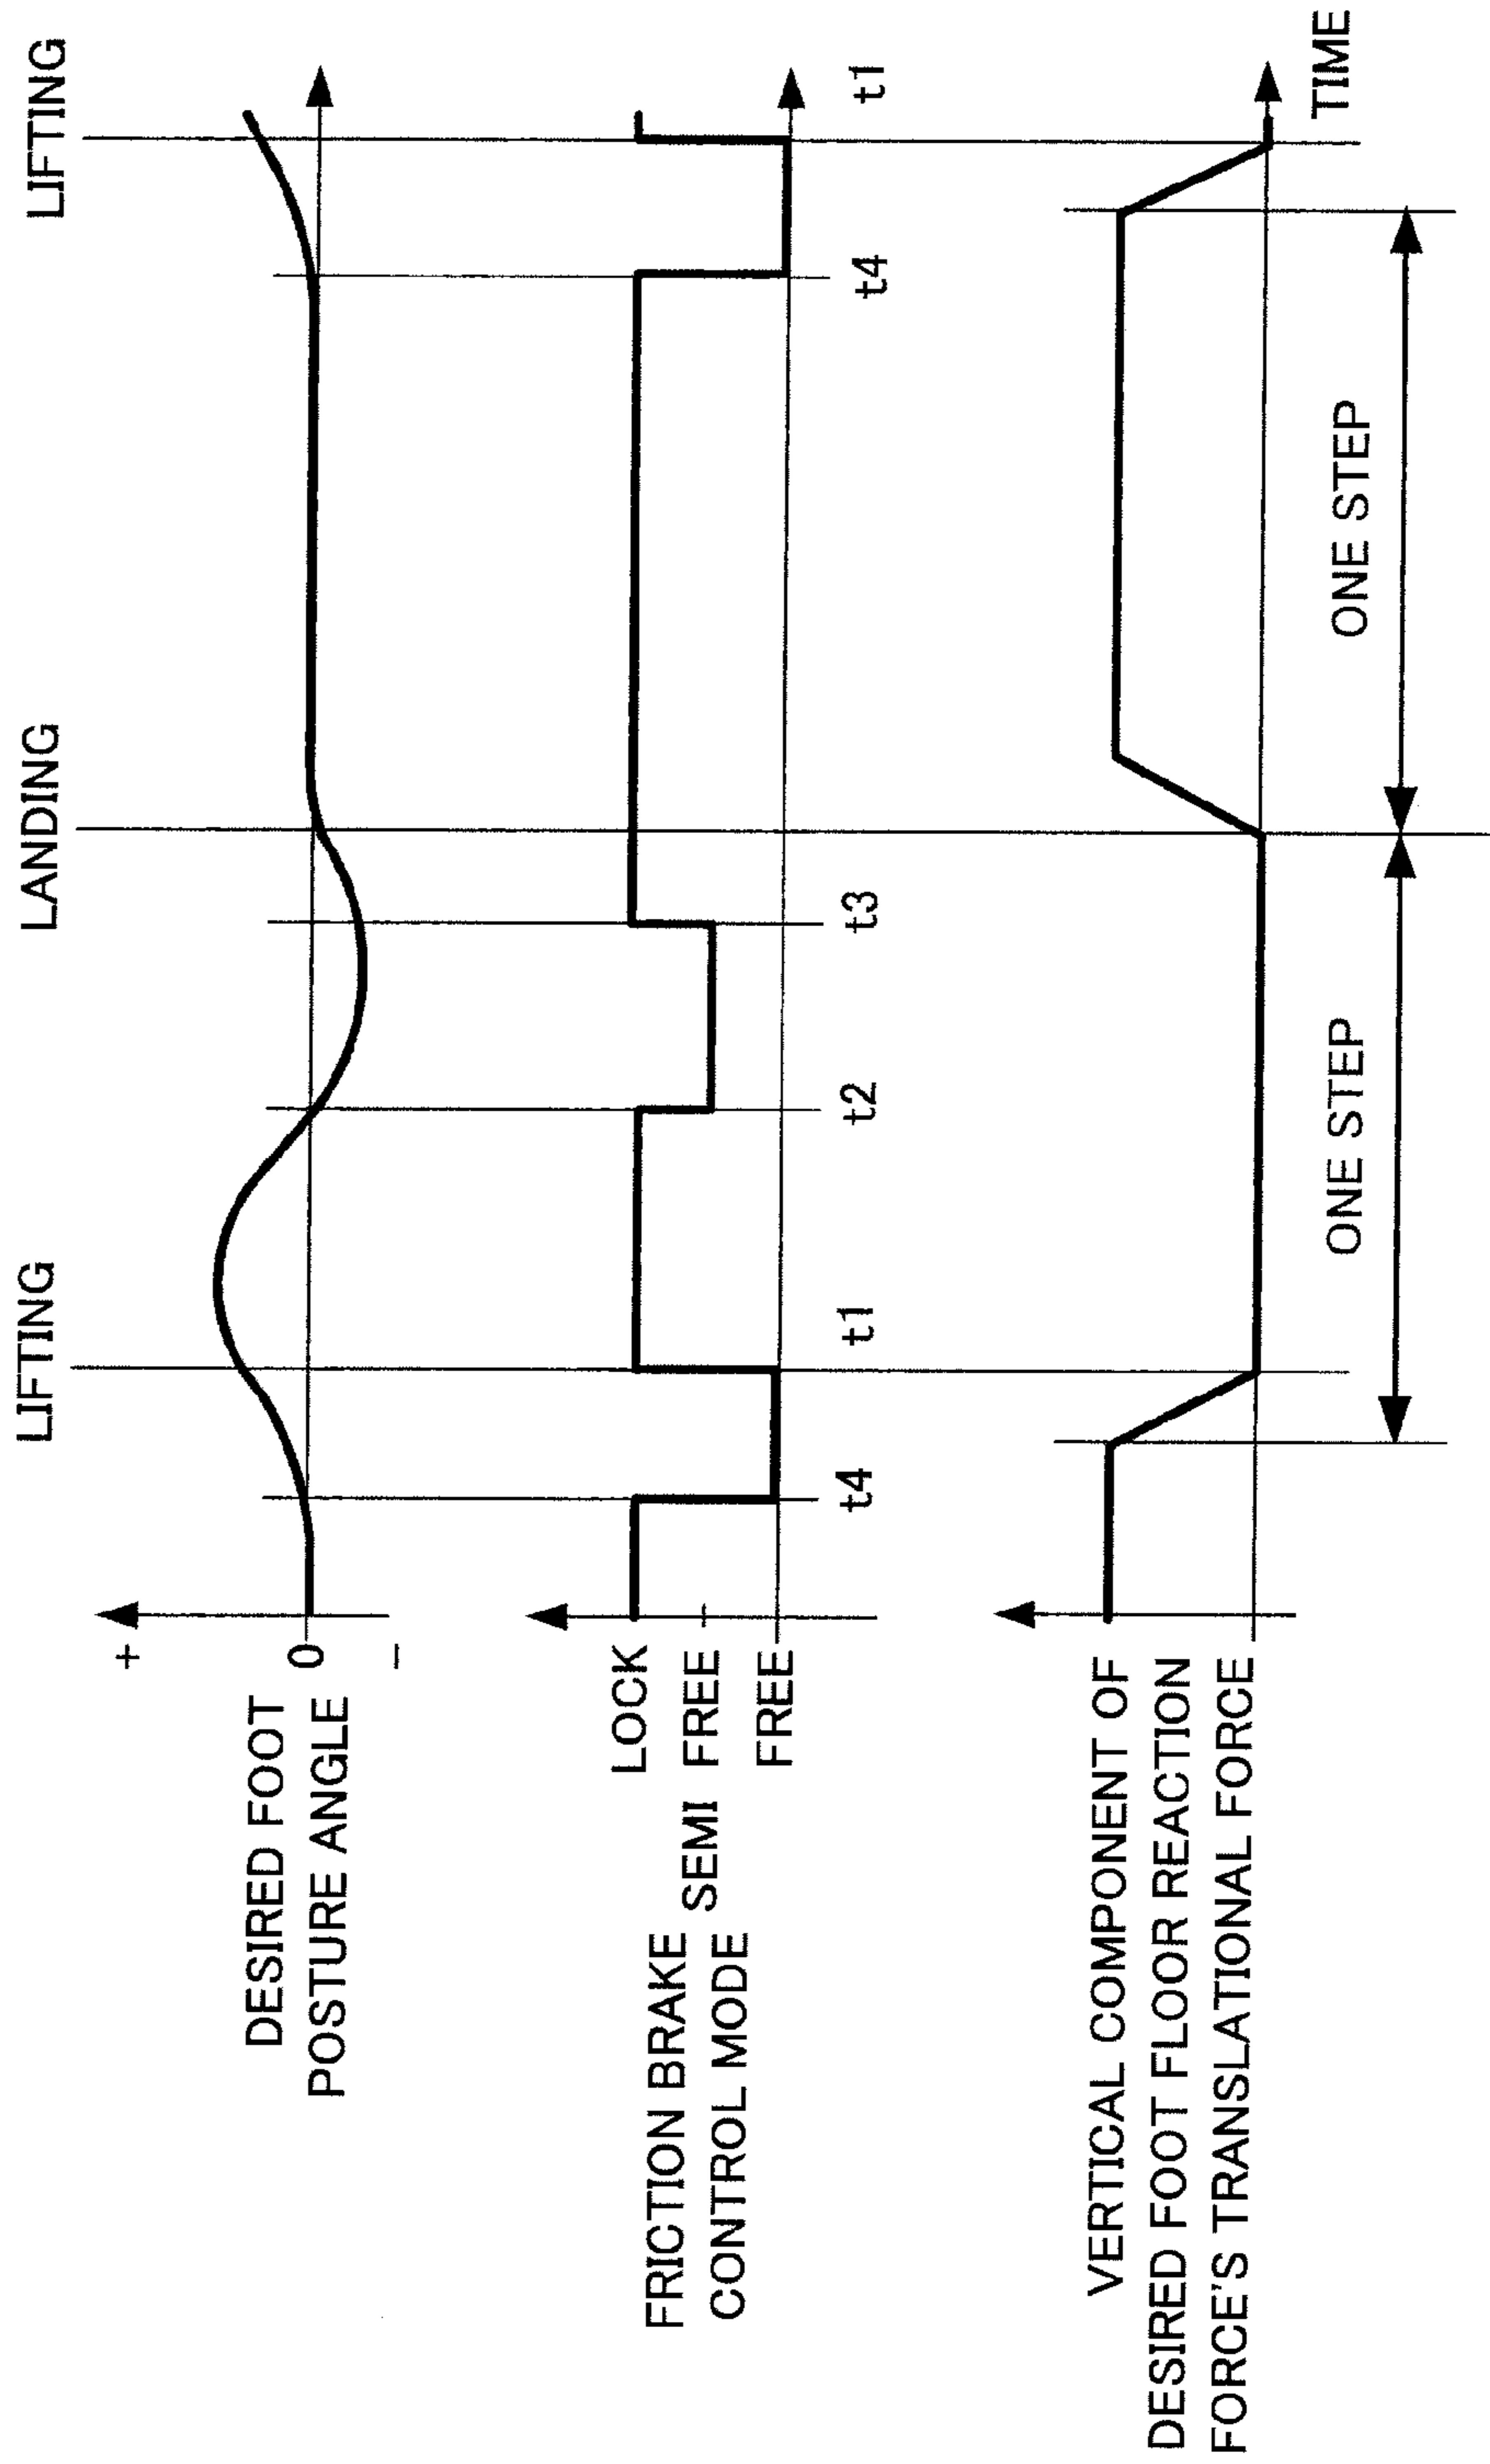 LIFTING
LANDING
LIFTING
+
0
−
DESIRED FOOT
POSTURE ANGLE
LOCK
SEMI FREE
FREE
FRICTION BRAKE
CONTROL MODE
t4
t1
t2
t3
t4
t1
VERTICAL COMPONENT OF
DESIRED FOOT FLOOR REACTION
FORCE'S TRANSLATIONAL FORCE
TIME
ONE STEP
ONE STEP